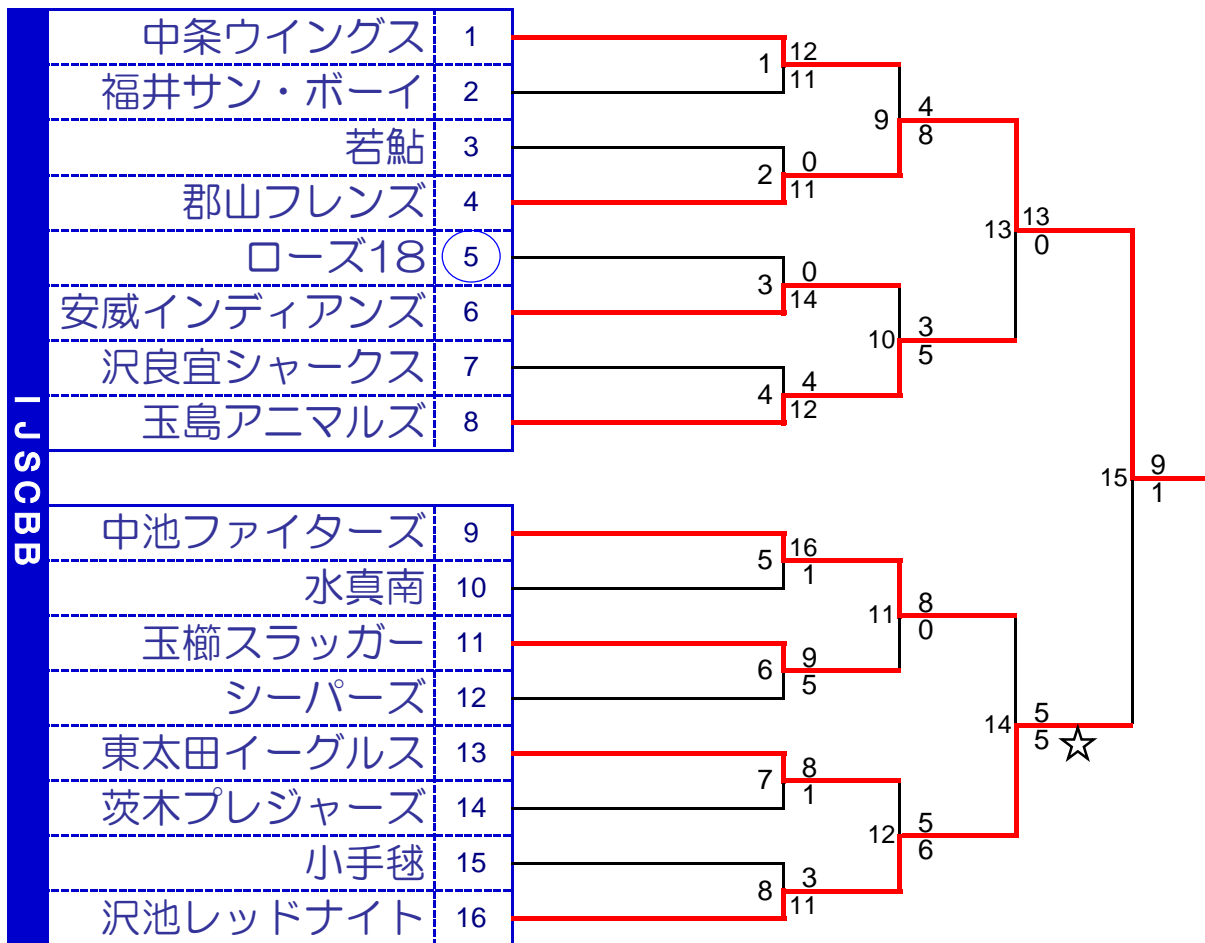 IJSCBB
中条ウイングス 1
福井サン・ボーイ 2
若鮎 3
郡山フレンズ 4
ローズ18 5
安威インディアンズ 6
沢良宜シャークス 7
玉島アニマルズ 8
中池ファイターズ 9
水真南 10
玉櫛スラッガー 11
シーパーズ 12
東太田イーグルス 13
茨木プレジャーズ 14
小手毬 15
沢池レッドナイト 16
1 12
11
2 0
11
3 0
14
4 4
12
5 16
1
6 9
5
7 8
1
8 3
11
9 4
8
10 3
5
11 8
0
12 5
6
13 13
0
14 5
5 ☆
15 9
1